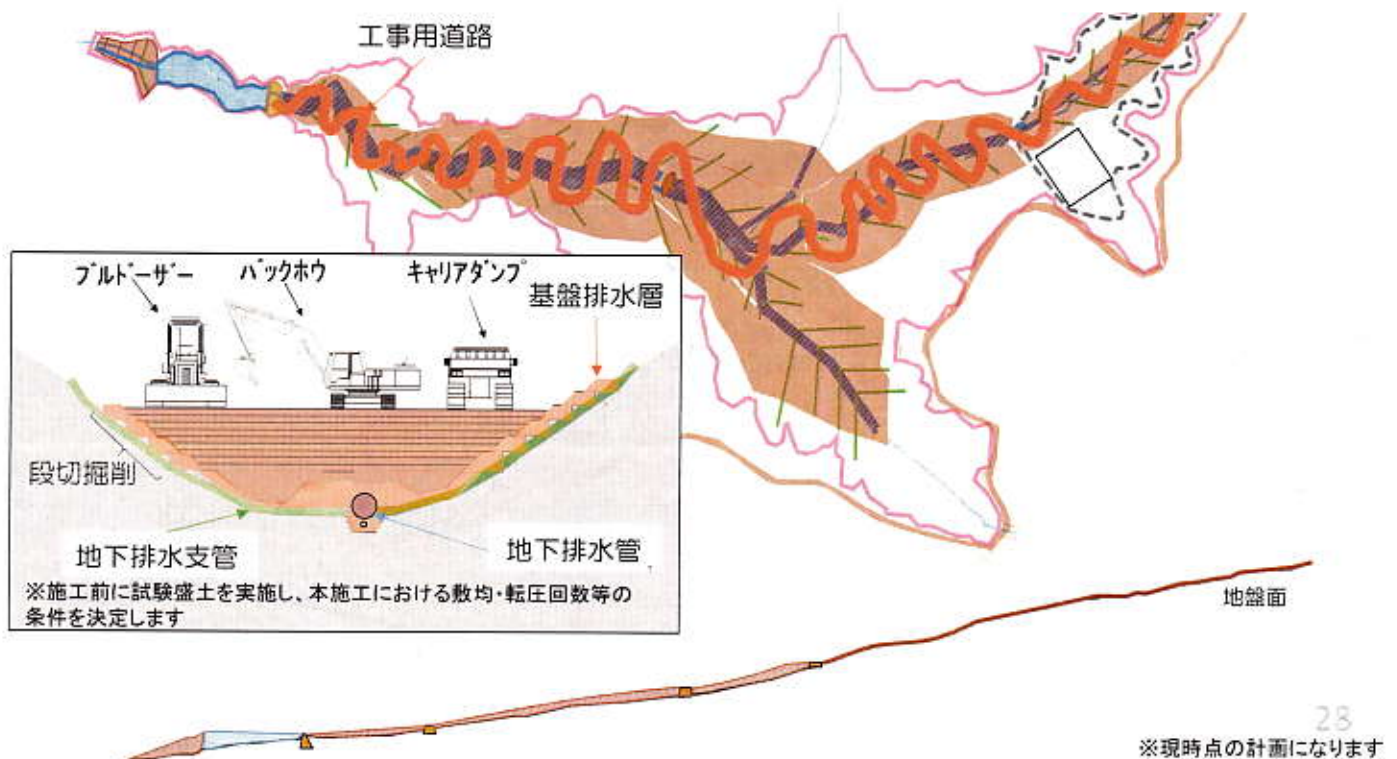 工事用道路
ブルドーザー
バックホウ
キャリアダンプ
基盤排水層
段切掘削
地下排水支管
地下排水管
※施工前に試験盛土を実施し、本施工における敷均・転圧回数等の
条件を決定します
地盤面
28
※現時点の計画になります